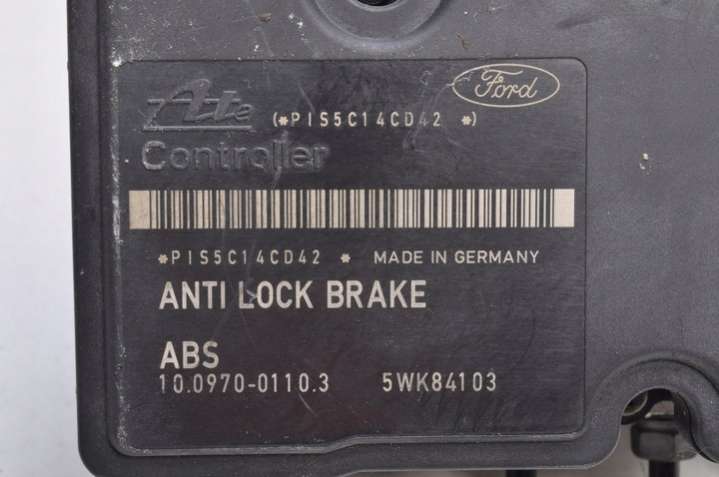 Ate
Ford
(*PIS5C14CD42 *)
Controller
*PIS5C14CD42 * MADE IN GERMANY
ANTI LOCK BRAKE
ABS
10.0970-0110.3 5WK84103